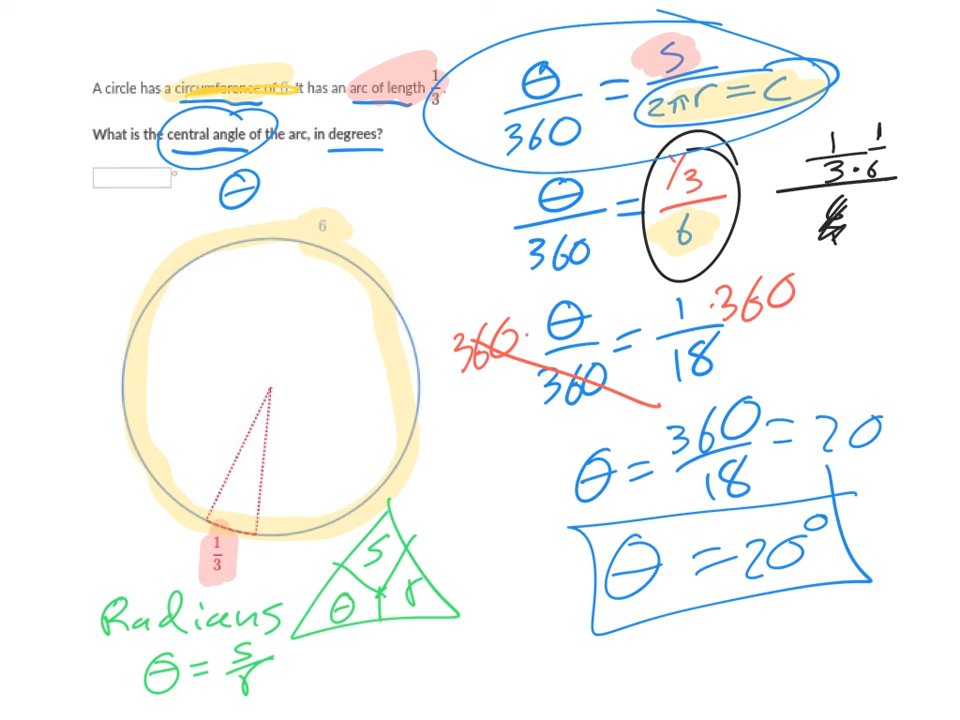 A circle has a circumference of 6. It has an arc of length 1/3.
What is the central angle of the arc, in degrees?
°
θ
6
1/3
θ/360 = s/2πr = C
θ/360 = 1/3/6
1/3 · 1/6
360 · θ/360 = 1/18 · 360
θ = 360/18 = 20
θ = 20°
s
θ r
Radians
θ = s/r